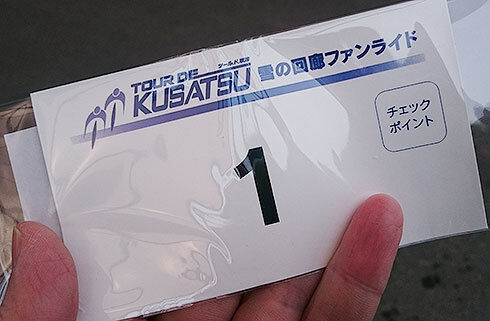 ツールド草津
TOUR DE
KUSATSU
雪の回廊ファンライド
チェック
ポイント
1